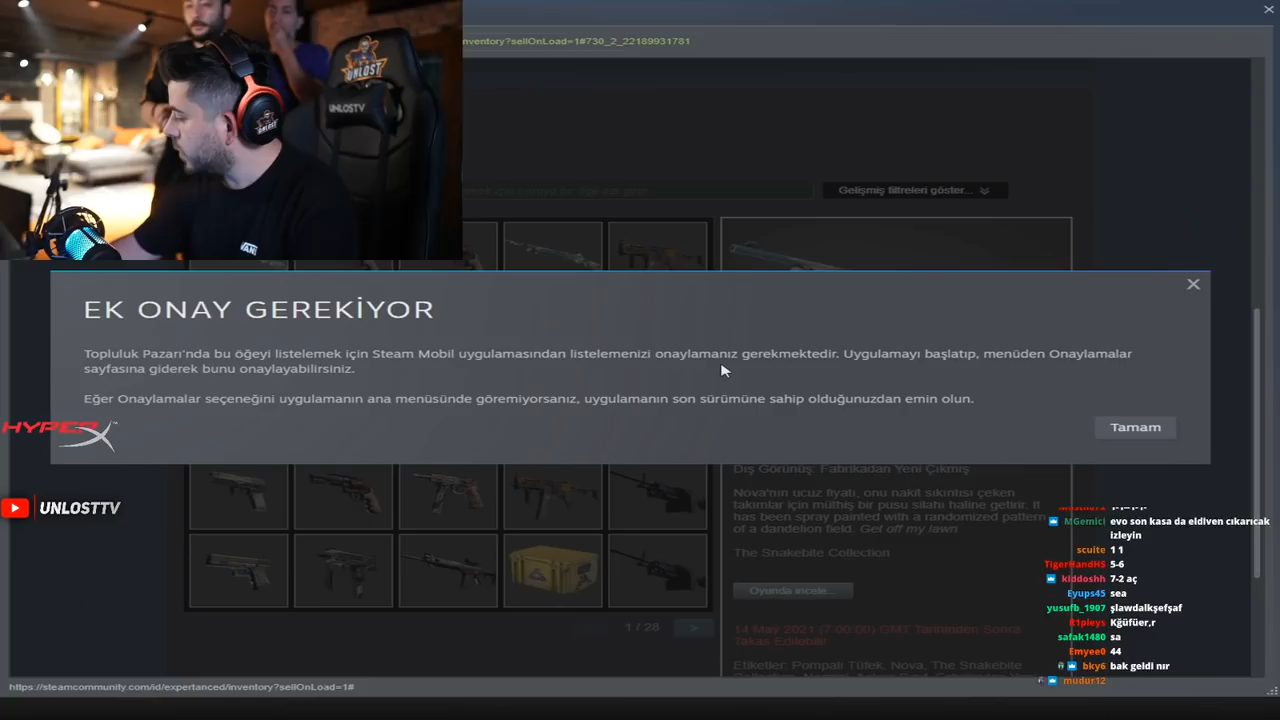 UNLOST
UNLOSTTV
VANS
nventory?sellOnLoad=1#730_2_22189931781
Gelişmiş filtreleri göster...
EK ONAY GEREKİYOR
Topluluk Pazarı'nda bu öğeyi listelemek için Steam Mobil uygulamasından listelemenizi onaylamanız gerekmektedir. Uygulamayı başlatıp, menüden Onaylamalar
sayfasına giderek bunu onaylayabilirsiniz.
Eğer Onaylamalar seçeneğini uygulamanın ana menüsünde göremiyorsanız, uygulamanın son sürümüne sahip olduğunuzdan emin olun.
Tamam
HYPERX
UNLOSTTV
Dış Görünüş: Fabrikadan Yeni Çıkmış
Nova'nın ucuz fiyatı, onu nakit sıkıntısı çeken
takımlar için müthiş bir pusu silahı haline getirir. It
has been spray painted with a randomized pattern
of a dandelion field. Get off my lawn
The Snakebite Collection
Oyunda incele...
14 May 2021 (7:00:00) GMT Tarihinden Sonra
Takas Edilebilir
Etiketler: Pompalı Tüfek, Nova, The Snakebite
1 / 28
>
MGemici evo son kasa da eldiven cıkarıcak
izleyin
scuite 1 1
TigerHandHS 5-6
kiddoshh 7-2 aç
Eyups45 sea
yusufb_1907 şlawdalkşefşaf
R1pleys Kğüfüer,r
safak1480 sa
Emyee0 44
bky6 bak geldi nır
mudur12
https://steamcommunity.com/id/expertanced/inventory?sellOnLoad=1#